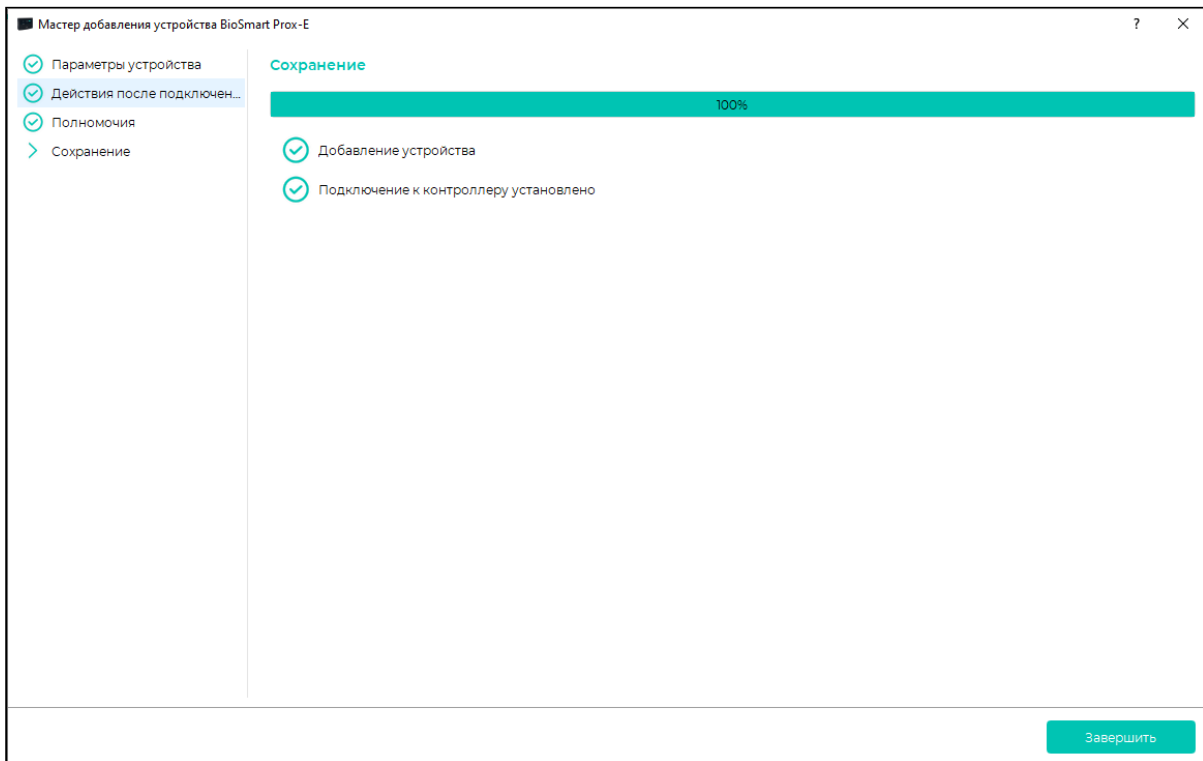 Мастер добавления устройства BioSmart Prox-E
?
Параметры устройства
Действия после подключен...
Полномочия
Сохранение
Сохранение
100%
Добавление устройства
Подключение к контроллеру установлено
Завершить